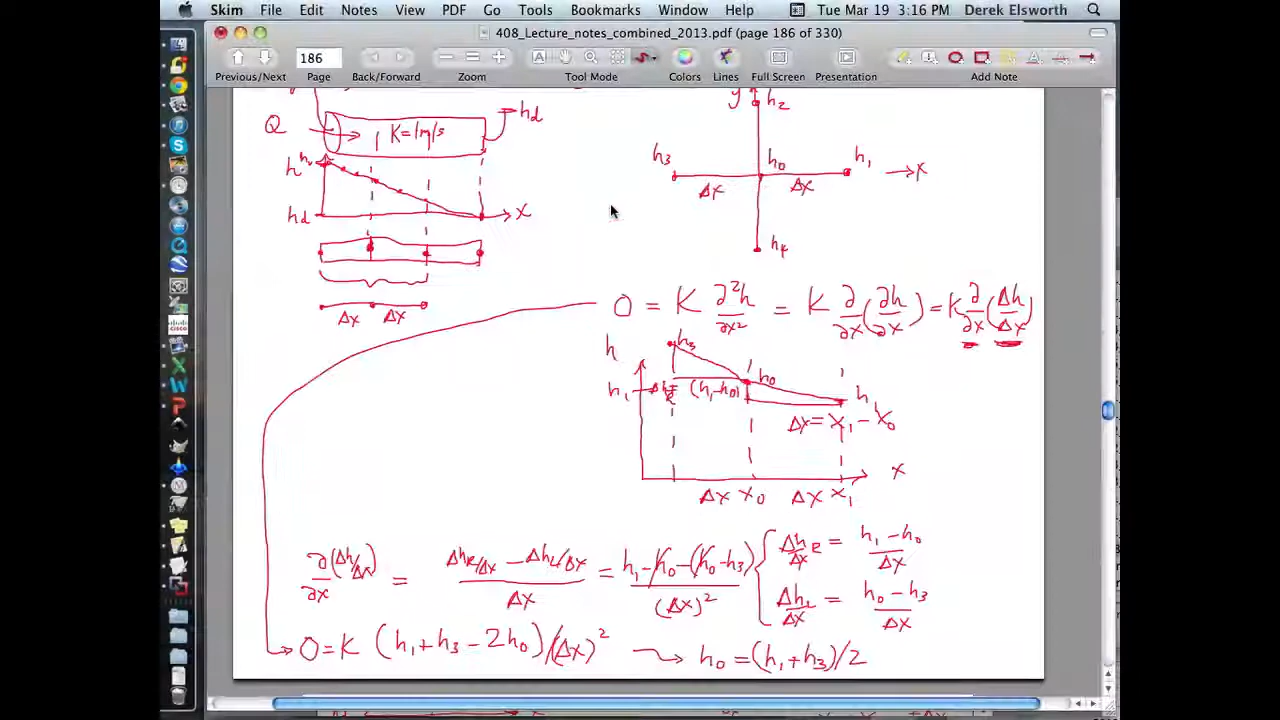 Skim File Edit Notes View PDF Go Tools Bookmarks Window Help Tue Mar 19 3:16 PM Derek Elsworth
408_Lecture_notes_combined_2013.pdf (page 186 of 330)
186
Previous/Next Page Back/Forward Zoom Tool Mode Colors Lines Full Screen Presentation Add Note
Q K=1m/s hd
h
hd x
Δx Δx
y h2
h3 h0 h1 → x
Δx Δx
h4
0 = K ∂²h/∂x² = K ∂/∂x (∂h/∂x) = K ∂/∂x (Δh/Δx)
h h3
h1 (h1-h0) h0 h1
Δx = x1 - x0
x
Δx x0 Δx x1
∂(Δh/Δx)/∂x = (ΔhR/Δx - ΔhL/Δx)/Δx = (h1 - h0 - (h0 - h3))/(Δx)²
Δh/Δx R = (h1 - h0)/Δx
ΔhL/Δx = (h0 - h3)/Δx
→ 0 = K (h1 + h3 - 2h0)/(Δx)² → h0 = (h1 + h3)/2